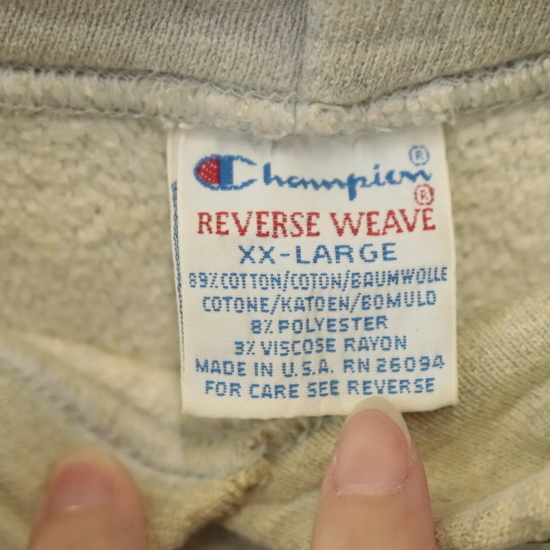 Champion®
REVERSE WEAVE®
XX-LARGE
89% COTTON/COTON/BAUMWOLLE
COTONE/KATOEN/BOMULD
8% POLYESTER
3% VISCOSE RAYON
MADE IN U.S.A. RN 26094
FOR CARE SEE REVERSE